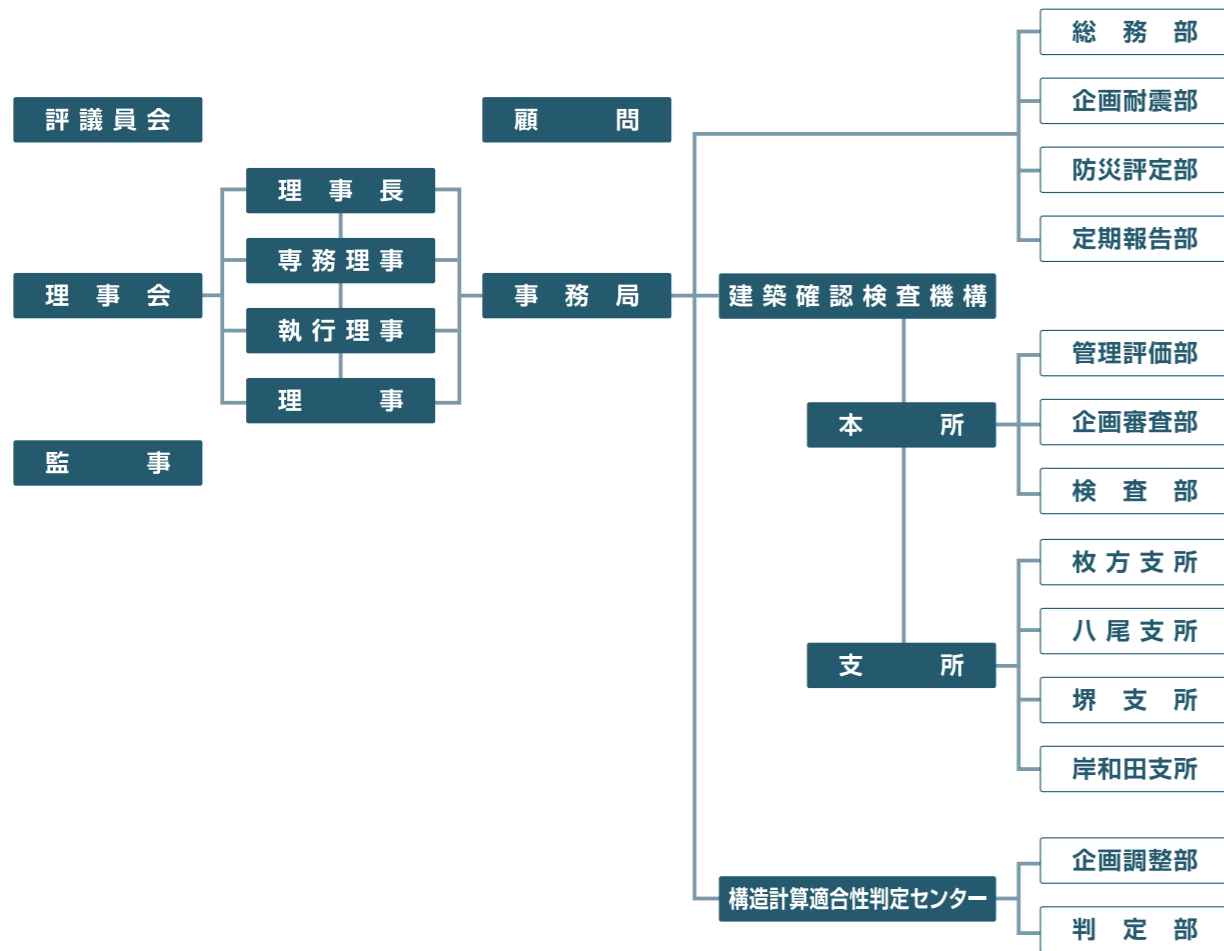 評議員会
理事会
監事
理事長
専務理事
執行理事
理事
顧問
事務局
総務部
企画耐震部
防災評定部
定期報告部
建築確認検査機構
本所
管理評価部
企画審査部
検査部
支所
枚方支所
八尾支所
堺支所
岸和田支所
構造計算適合性判定センター
企画調整部
判定部